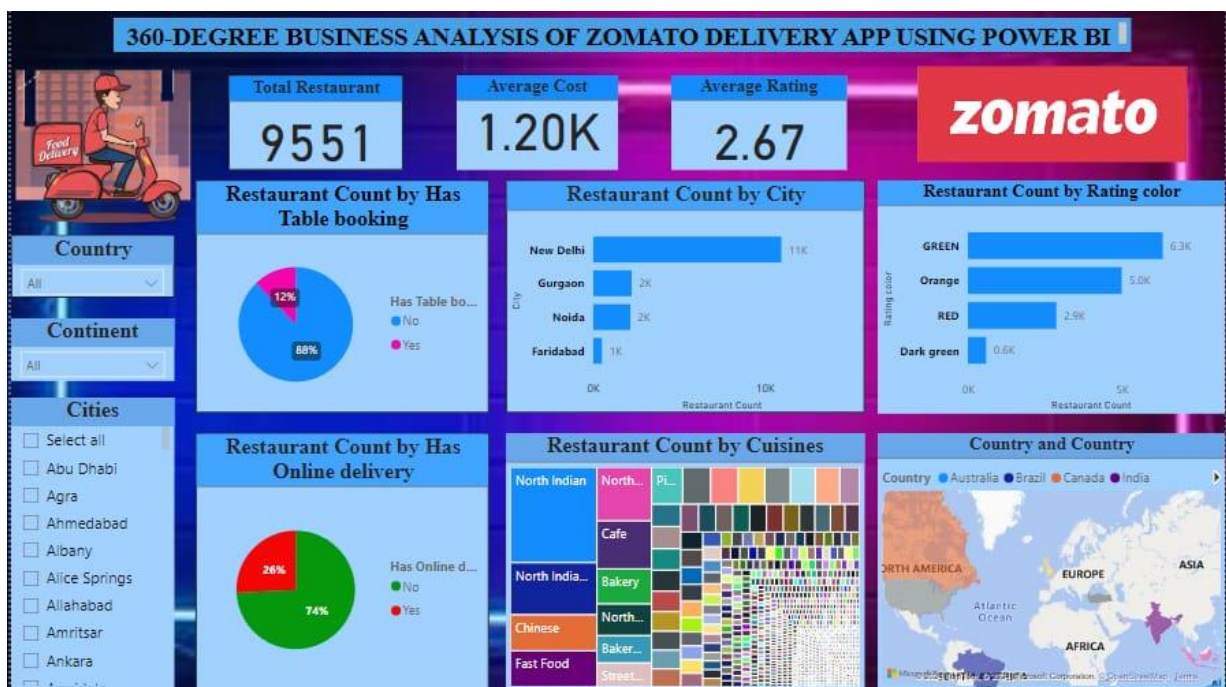 360-DEGREE BUSINESS ANALYSIS OF ZOMATO DELIVERY APP USING POWER BI
Food
Delivery
Total Restaurant
9551
Average Cost
1.20K
Average Rating
2.67
zomato
Country
All
Continent
All
Cities
Select all
Abu Dhabi
Agra
Ahmedabad
Albany
Alice Springs
Allahabad
Amritsar
Ankara
Restaurant Count by Has
Table booking
12%
88%
Has Table bo...
No
Yes
Restaurant Count by City
City
New Delhi
11K
Gurgaon
2K
Noida
2K
Faridabad
1K
0K
10K
Restaurant Count
Restaurant Count by Rating color
Rating color
GREEN
6.3K
Orange
5.0K
RED
2.9K
Dark green
0.6K
0K
5K
Restaurant Count
Restaurant Count by Has
Online delivery
26%
74%
Has Online d...
No
Yes
Restaurant Count by Cuisines
North Indian
North...
Pi...
Cafe
North India...
Bakery
Chinese
North...
Baker...
Fast Food
Street...
Country and Country
Country Australia Brazil Canada India
NORTH AMERICA
EUROPE
ASIA
Atlantic
Ocean
AFRICA
Corporation, © OpenStreetMap Terms